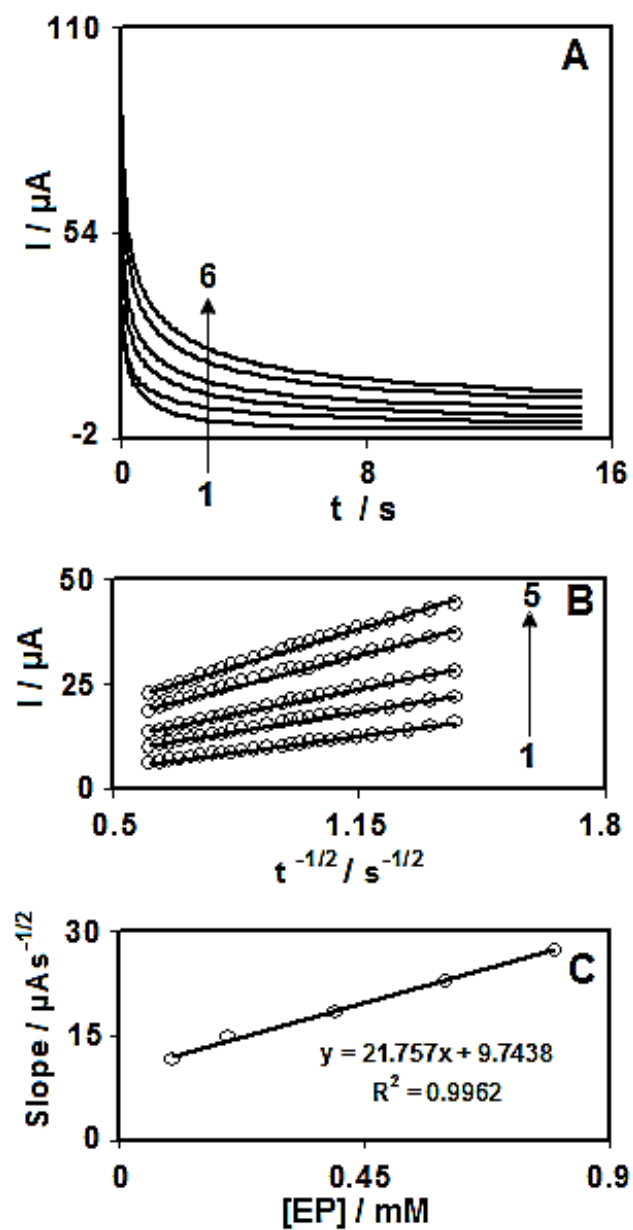 110
A
I / µA
54
6
-2
1
0
8
16
t / s
50
B
5
I / µA
25
1
0
0.5
1.15
1.8
t -1/2 / s-1/2
30
C
Slope / µAs-1/2
15
y = 21.757x + 9.7438
R2 = 0.9962
0
0
0.45
0.9
[EP] / mM